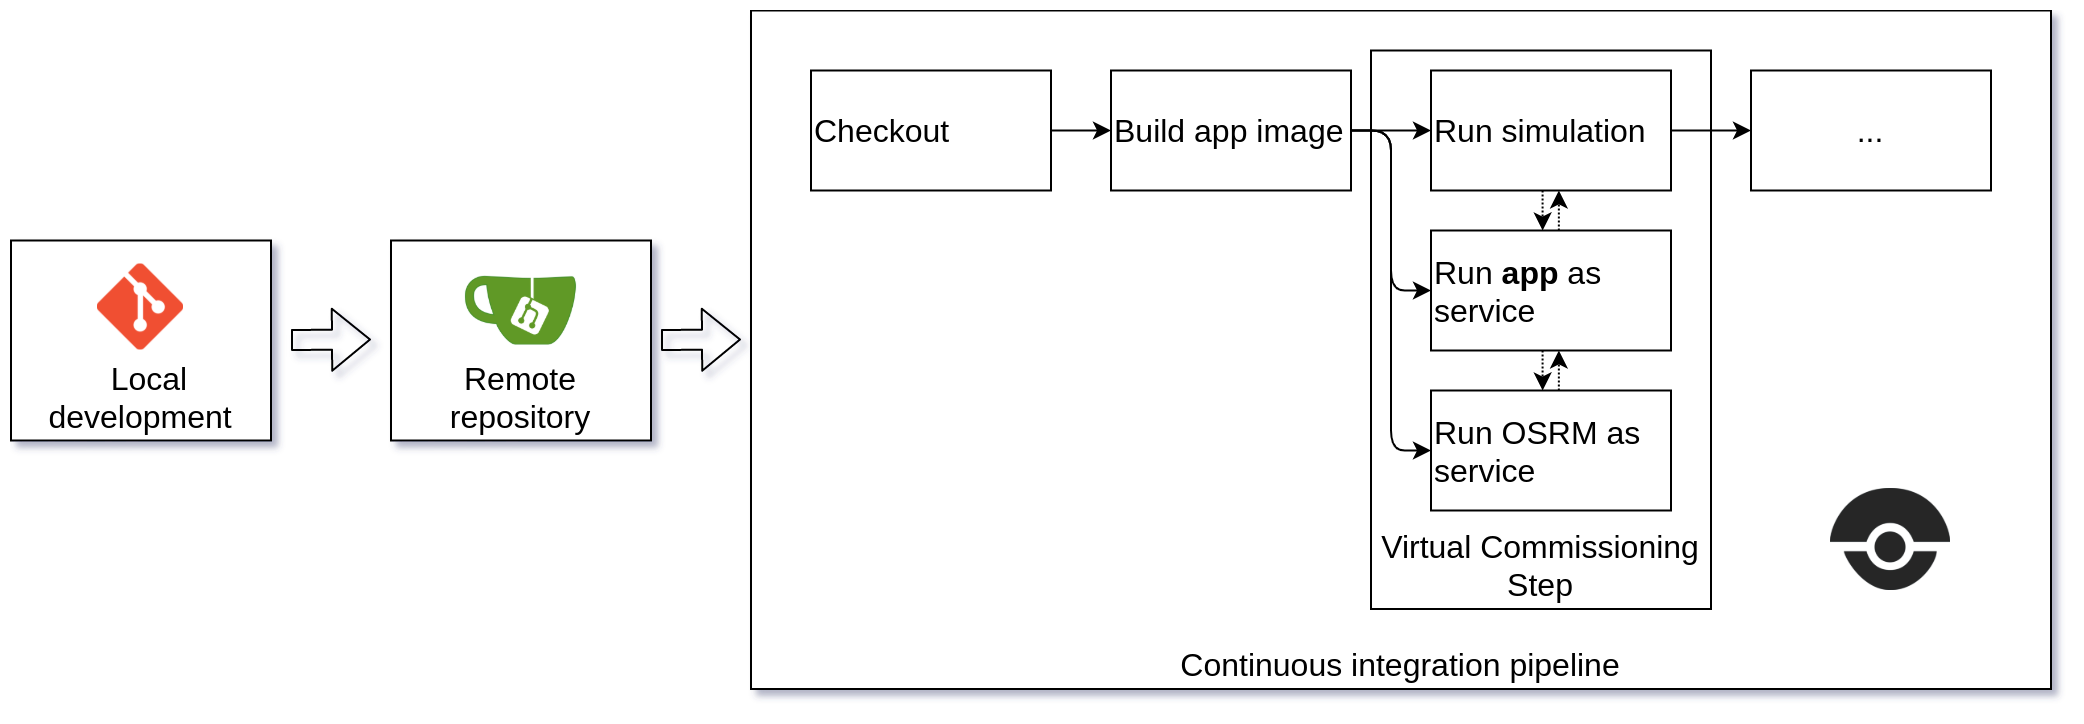 Local
development
Remote
repository
Checkout
Build app image
Run simulation
...
Run app as
service
Run OSRM as
service
Virtual Commissioning
Step
Continuous integration pipeline